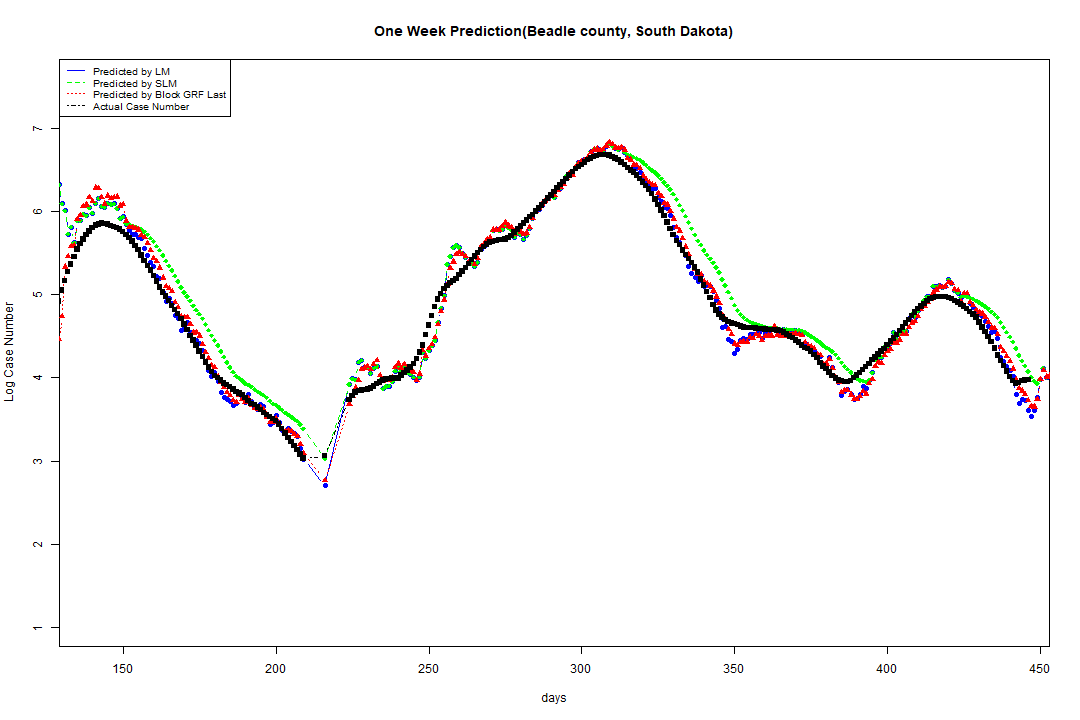 One Week Prediction(Beadle county, South Dakota)
Predicted by LM
Predicted by SLM
Predicted by Block GRF Last
Actual Case Number
7
6
5
4
3
2
1
Log Case Number
150 200 250 300 350 400 450
days